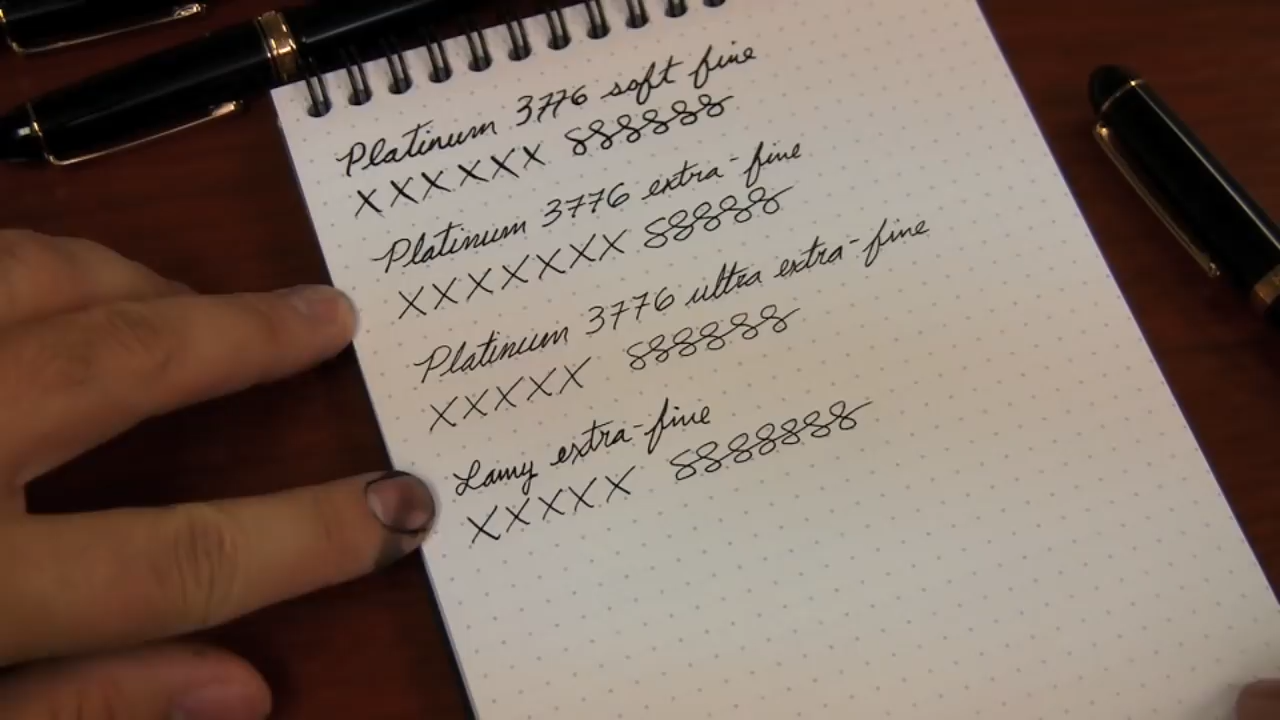 Platinum 3776 soft fine
XXXXXX 888888
Platinum 3776 extra-fine
XXXXXXX 88888
Platinum 3776 ultra extra-fine
XXXXX 888888
Lamy extra-fine
XXXXX 8888888